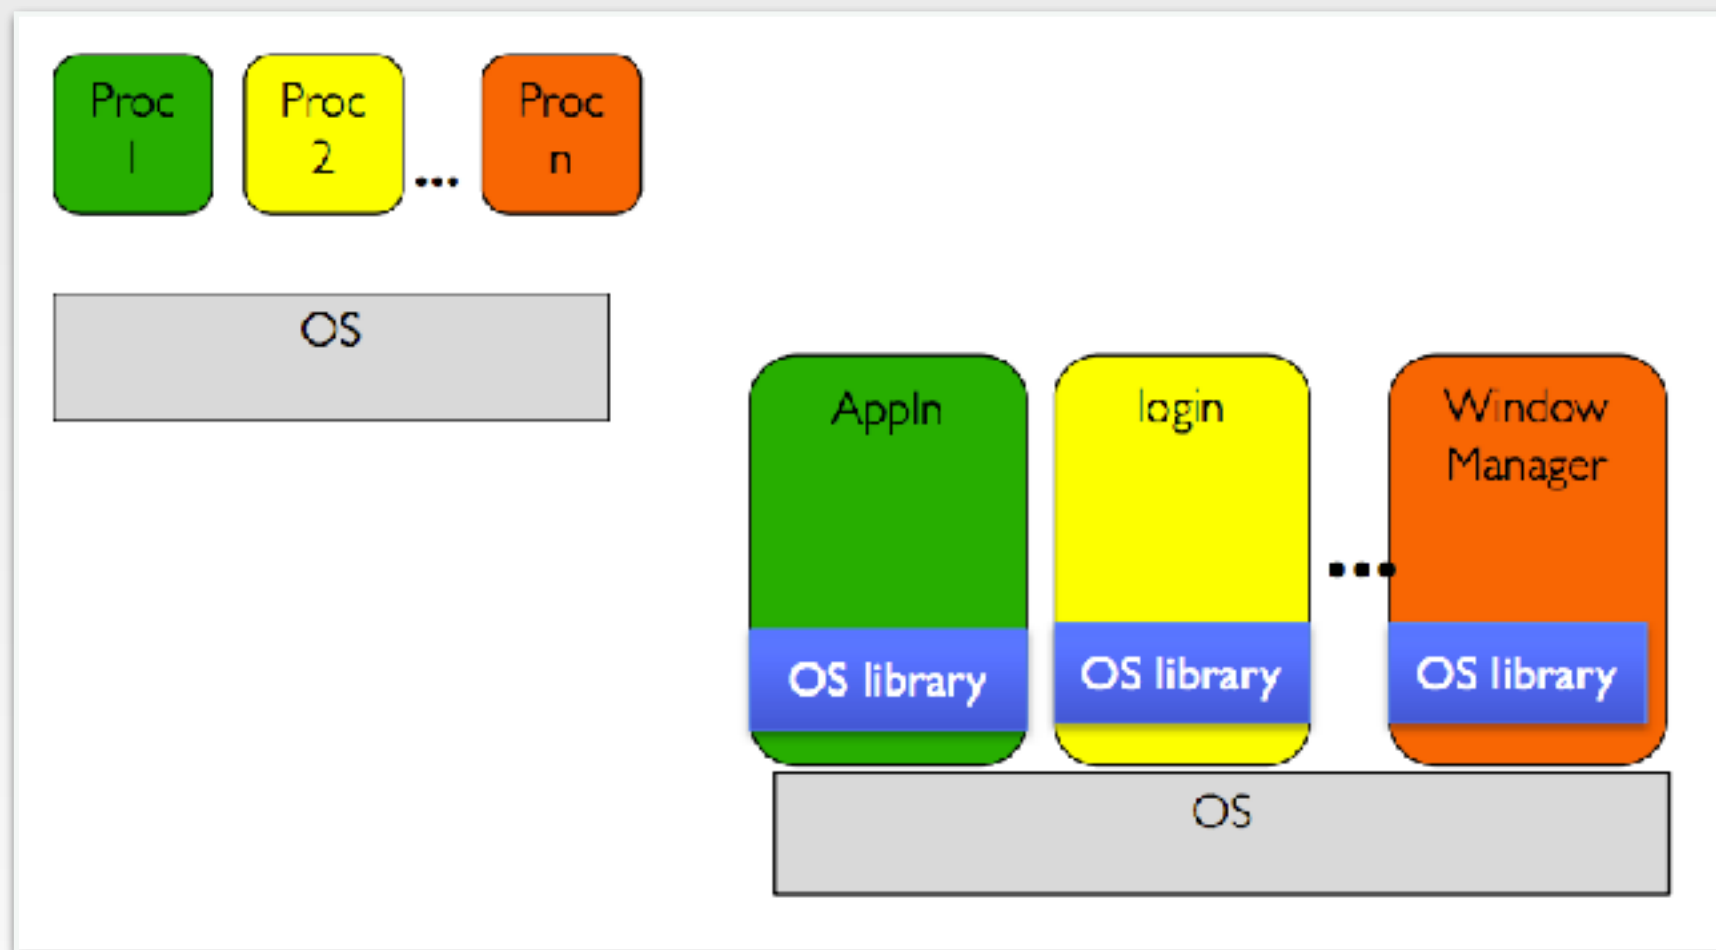 Proc
1
Proc
2
...
Proc
n
OS
Appln
login
...
Window
Manager
OS library
OS library
OS library
OS